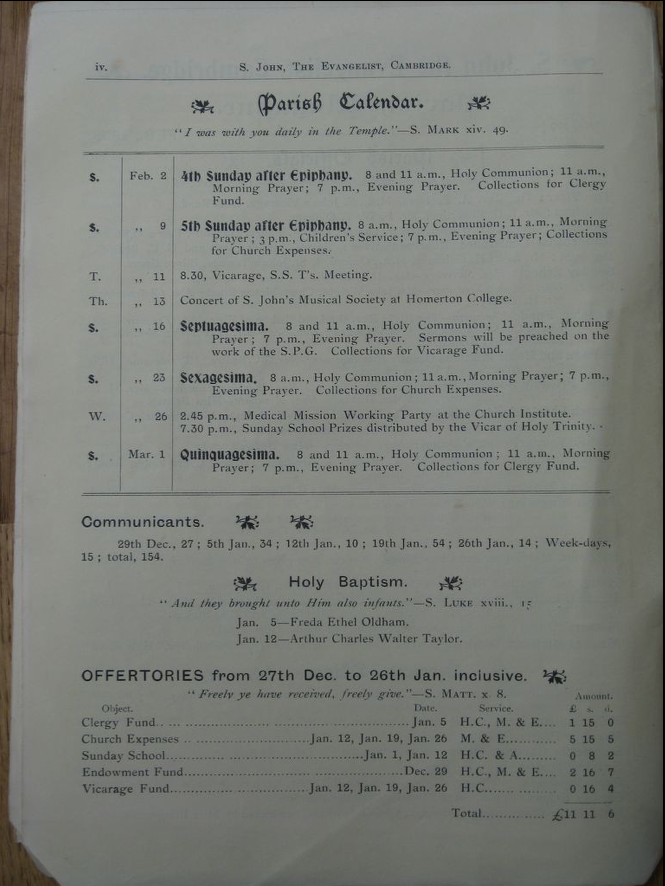 iv. S. John, The Evangelist, Cambridge.
Parish Calendar.
"I was with you daily in the Temple."—S. Mark xiv. 49.
S. Feb. 2 4th Sunday after Epiphany. 8 and 11 a.m., Holy Communion; 11 a.m.,
Morning Prayer; 7 p.m., Evening Prayer. Collections for Clergy
Fund.
S. ,, 9 5th Sunday after Epiphany. 8 a.m., Holy Communion; 11 a.m., Morning
Prayer; 3 p.m., Children's Service; 7 p.m., Evening Prayer; Collections
for Church Expenses.
T. ,, 11 8.30, Vicarage, S.S. T's. Meeting.
Th. ,, 13 Concert of S. John's Musical Society at Homerton College.
S. ,, 16 Septuagesima. 8 and 11 a.m., Holy Communion; 11 a.m., Morning
Prayer; 7 p.m., Evening Prayer. Sermons will be preached on the
work of the S.P.G. Collections for Vicarage Fund.
S. ,, 23 Sexagesima. 8 a.m., Holy Communion; 11 a.m., Morning Prayer; 7 p.m.,
Evening Prayer. Collections for Church Expenses.
W. ,, 26 2.45 p.m., Medical Mission Working Party at the Church Institute.
7.30 p.m., Sunday School Prizes distributed by the Vicar of Holy Trinity.
S. Mar. 1 Quinquagesima. 8 and 11 a.m., Holy Communion; 11 a.m., Morning
Prayer; 7 p.m., Evening Prayer. Collections for Clergy Fund.
Communicants.
29th Dec., 27; 5th Jan., 34; 12th Jan., 10; 19th Jan., 54; 26th Jan., 14; Week-days,
15; total, 154.
Holy Baptism.
"And they brought unto Him also infants."—S. Luke xviii., 15
Jan. 5—Freda Ethel Oldham.
Jan. 12—Arthur Charles Walter Taylor.
OFFERTORIES from 27th Dec. to 26th Jan. inclusive.
"Freely ye have received, freely give."—S. Matt. x 8.
Amount.
Object. Date. Service. £ s. d.
Clergy Fund.. .. ........ Jan. 5 H.C., M. & E.... 1 15 0
Church Expenses .. ........ Jan. 12, Jan. 19, Jan. 26 M. & E........... 5 15 5
Sunday School........ Jan. 1, Jan. 12 H.C. & A......... 0 8 2
Endowment Fund........ Dec. 29 H.C., M. & E.... 2 16 7
Vicarage Fund........ Jan. 12, Jan. 19, Jan. 26 H.C............... 0 16 4
Total............... £11 11 6